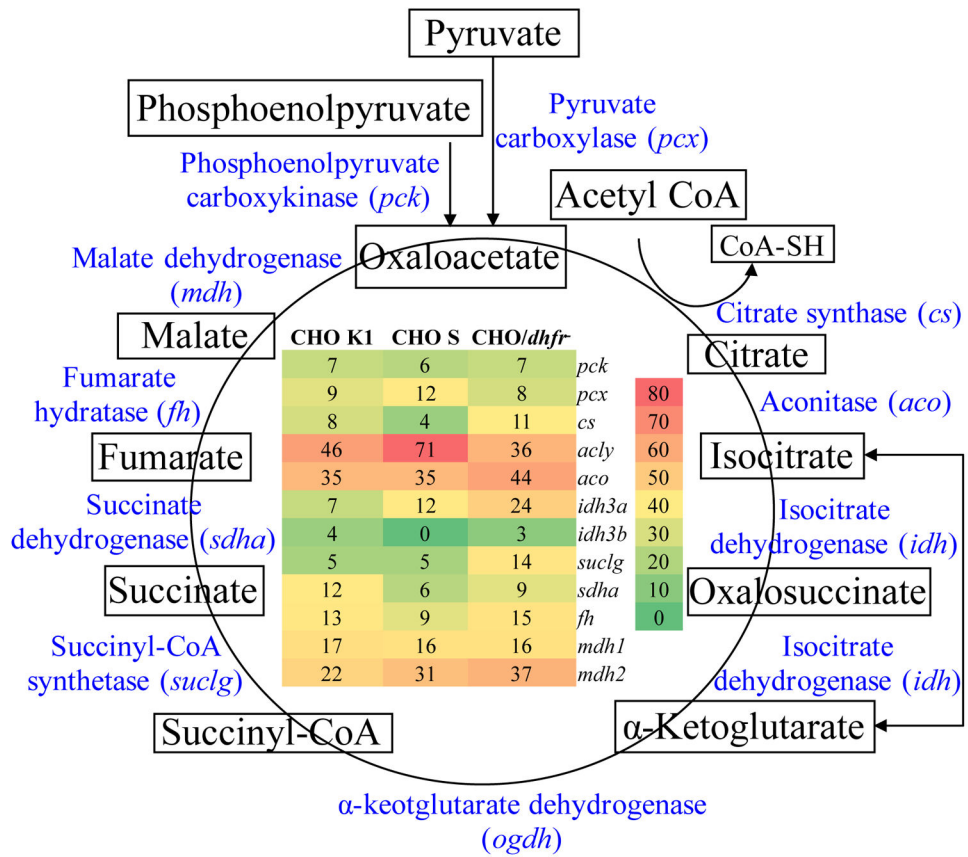 Pyruvate
Phosphoenolpyruvate
Pyruvate
carboxylase (pcx)
Phosphoenolpyruvate
carboxykinase (pck)
Acetyl CoA
CoA-SH
Oxaloacetate
Malate dehydrogenase
(mdh)
Citrate synthase (cs)
Malate
Citrate
Fumarate
hydratase (fh)
Aconitase (aco)
Fumarate
Isocitrate
Succinate
dehydrogenase (sdha)
Isocitrate
dehydrogenase (idh)
Succinate
Oxalosuccinate
Succinyl-CoA
synthetase (suclg)
Isocitrate
dehydrogenase (idh)
Succinyl-CoA
α-Ketoglutarate
α-keotglutarate dehydrogenase
(ogdh)
CHO K1 CHO S CHO/dhfr-
7 6 7 pck
9 12 8 pcx
8 4 11 cs
46 71 36 acly
35 35 44 aco
7 12 24 idh3a
4 0 3 idh3b
5 5 14 suclg
12 6 9 sdha
13 9 15 fh
17 16 16 mdh1
22 31 37 mdh2
80
70
60
50
40
30
20
10
0